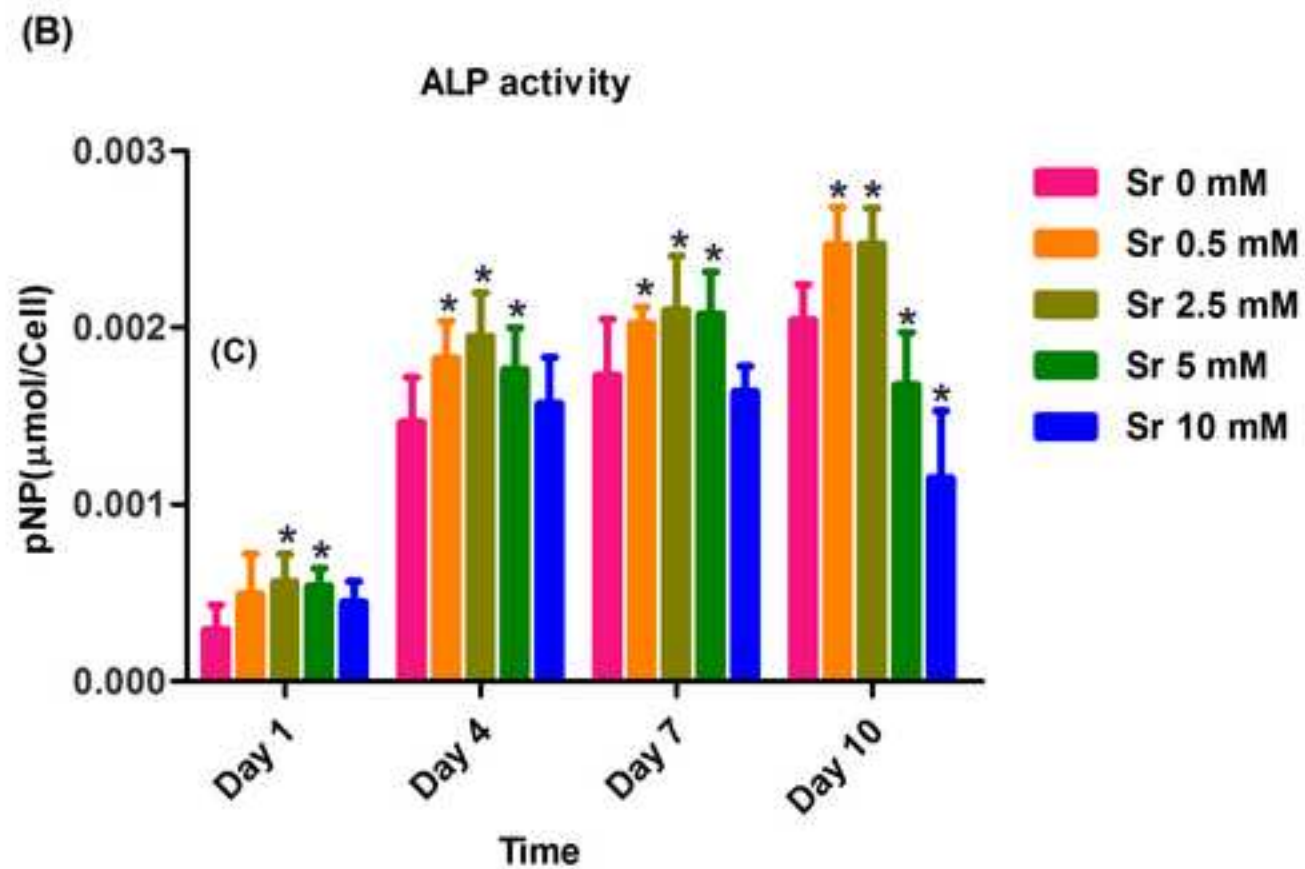 (B)
ALP activity
0.003
0.002
0.001
0.000
pNP(μmol/Cell)
(C)
* * * * * * * * * * * *
Day 1
Day 4
Day 7
Day 10
Time
Sr 0 mM
Sr 0.5 mM
Sr 2.5 mM
Sr 5 mM
Sr 10 mM